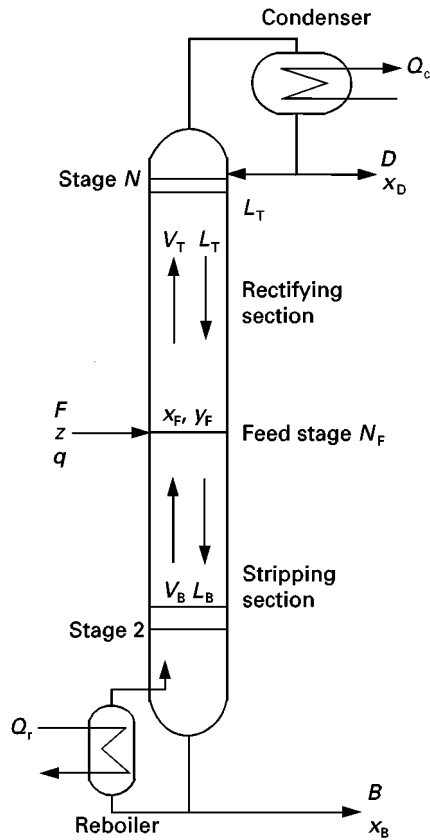 Condenser
Q_c
Stage N
D
x_D
L_T
V_T L_T
Rectifying
section
F
z
q
x_F, y_F
Feed stage N_F
Stripping
section
V_B L_B
Stage 2
Q_r
B
x_B
Reboiler